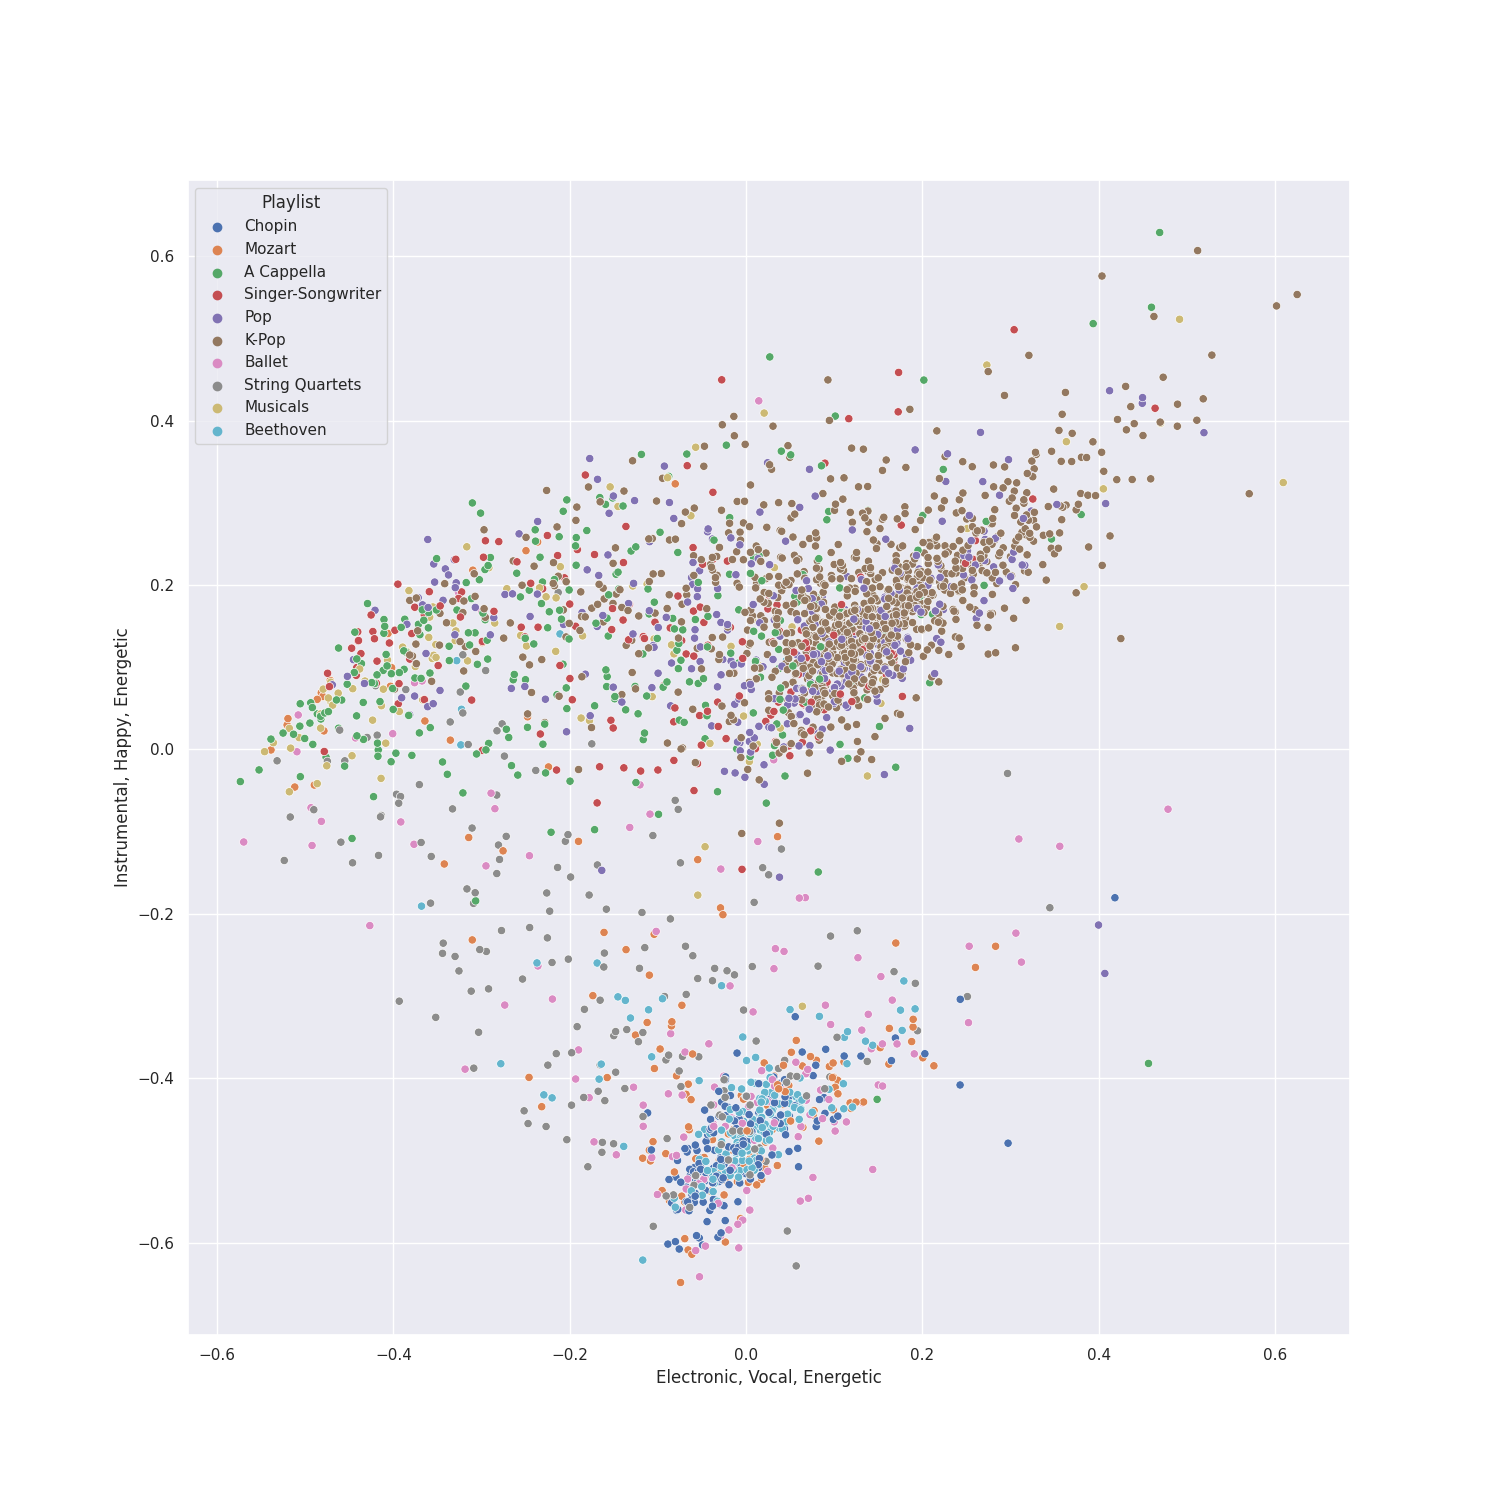 Playlist
Chopin
Mozart
A Cappella
Singer-Songwriter
Pop
K-Pop
Ballet
String Quartets
Musicals
Beethoven
0.6
0.4
0.2
0.0
−0.2
−0.4
−0.6
Instrumental, Happy, Energetic
−0.6 −0.4 −0.2 0.0 0.2 0.4 0.6
Electronic, Vocal, Energetic